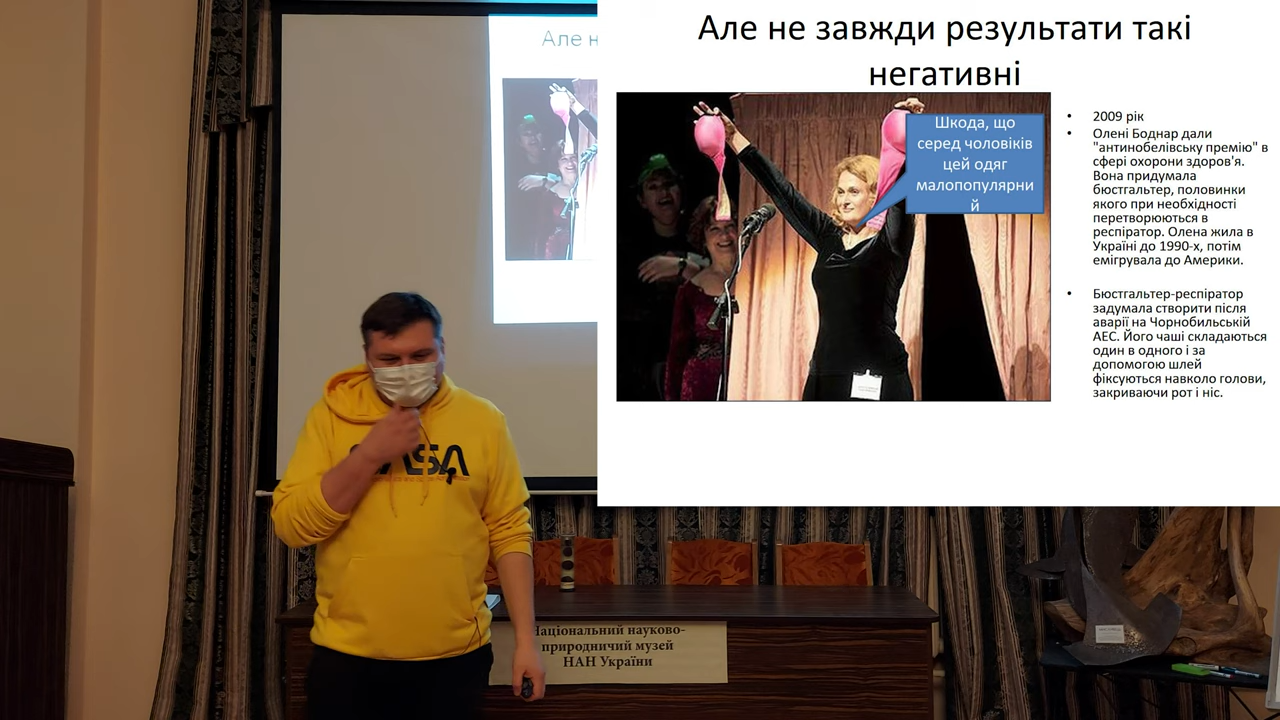 Але н
Але не завжди результати такі
негативні
Шкода, що
серед чоловіків
цей одяг
малопопулярни
й
• 2009 рік
• Олені Боднар дали
"антинобелівську премію" в
сфері охорони здоров'я.
Вона придумала
бюстгальтер, половинки
якого при необхідності
перетворюються в
респіратор. Олена жила в
Україні до 1990-х, потім
емігрувала до Америки.
• Бюстгальтер-респіратор
задумала створити після
аварії на Чорнобильській
АЕС. Його чаші складаються
один в одного і за
допомогою шлей
фіксуються навколо голови,
закриваючи рот і ніс.
NASA
Національний науково-
природничий музей
НАН України